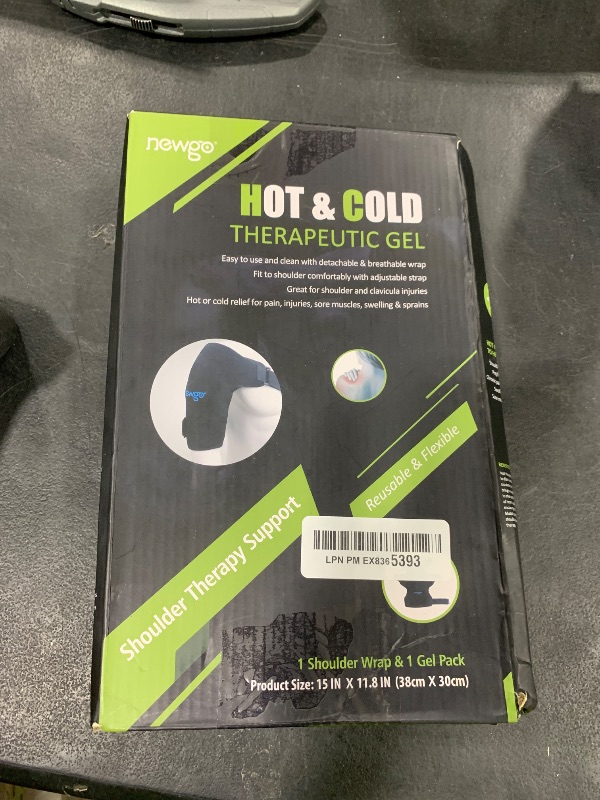 newgo
HOT & COLD
THERAPEUTIC GEL
Easy to use and clean with detachable & breathable wrap
Fit to shoulder comfortably with adjustable strap
Great for shoulder and clavicula injuries
Hot or cold relief for pain, injuries, sore muscles, swelling & sprains
newgo
Reusable & Flexible
Shoulder Therapy Support
LPN PM EX836 5393
1 Shoulder Wrap & 1 Gel Pack
Product Size: 15 IN X 11.8 IN (38cm X 30cm)